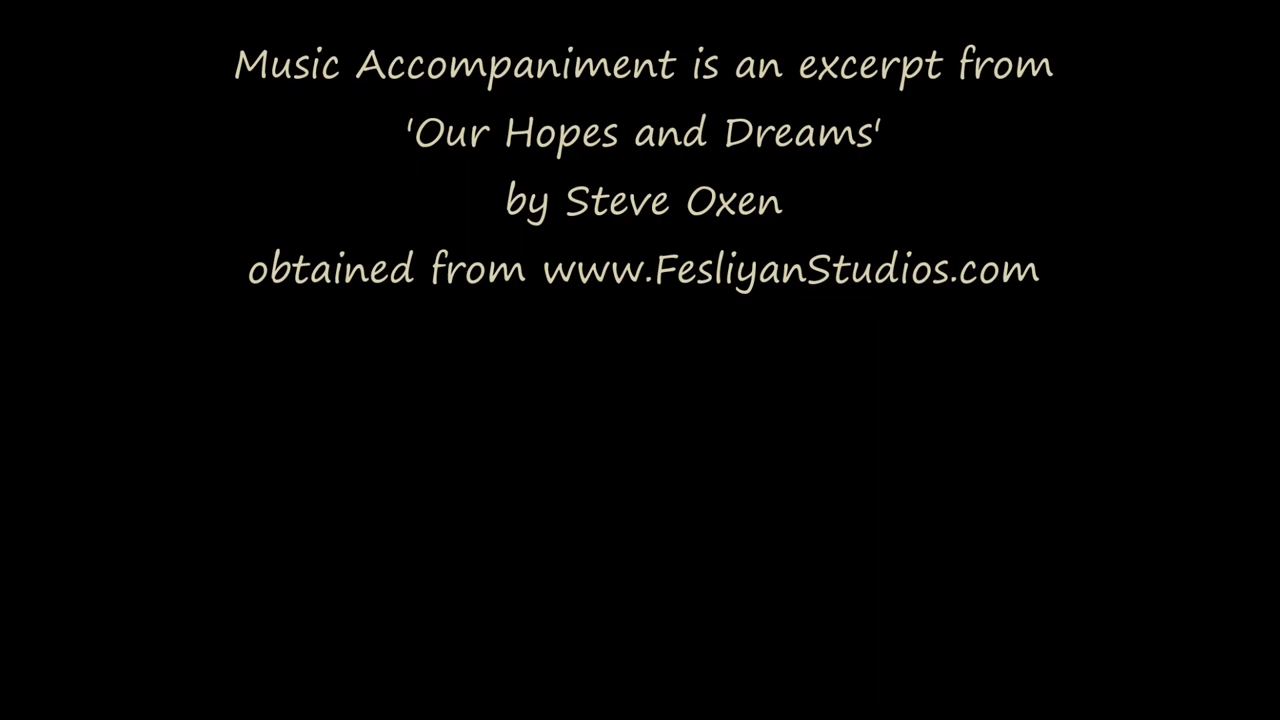 Music Accompaniment is an excerpt from
'Our Hopes and Dreams'
by Steve Oxen
obtained from www.FesliyanStudios.com